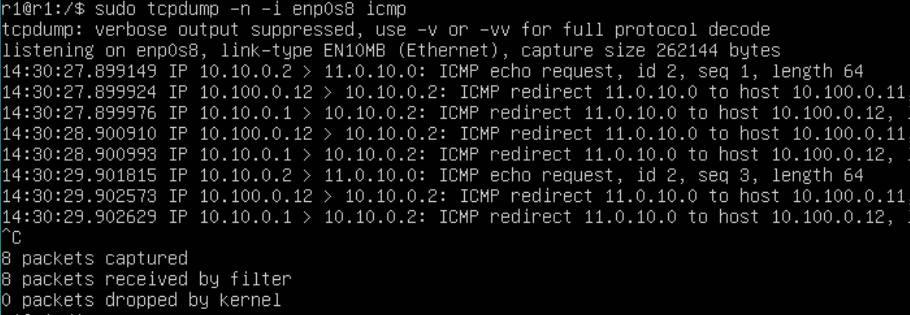 r1@r1:/$ sudo tcpdump -n -i enp0s8 icmp
tcpdump: verbose output suppressed, use -v or -vv for full protocol decode
listening on enp0s8, link-type EN10MB (Ethernet), capture size 262144 bytes
14:30:27.899149 IP 10.10.0.2 > 11.0.10.0: ICMP echo request, id 2, seq 1, length 64
14:30:27.899924 IP 10.100.0.12 > 10.10.0.2: ICMP redirect 11.0.10.0 to host 10.100.0.11,
14:30:27.899976 IP 10.10.0.1 > 10.10.0.2: ICMP redirect 11.0.10.0 to host 10.100.0.12,
14:30:28.900910 IP 10.100.0.12 > 10.10.0.2: ICMP redirect 11.0.10.0 to host 10.100.0.11,
14:30:28.900993 IP 10.10.0.1 > 10.10.0.2: ICMP redirect 11.0.10.0 to host 10.100.0.12,
14:30:29.901815 IP 10.10.0.2 > 11.0.10.0: ICMP echo request, id 2, seq 3, length 64
14:30:29.902573 IP 10.100.0.12 > 10.10.0.2: ICMP redirect 11.0.10.0 to host 10.100.0.11,
14:30:29.902629 IP 10.10.0.1 > 10.10.0.2: ICMP redirect 11.0.10.0 to host 10.100.0.12,
^C
8 packets captured
8 packets received by filter
0 packets dropped by kernel